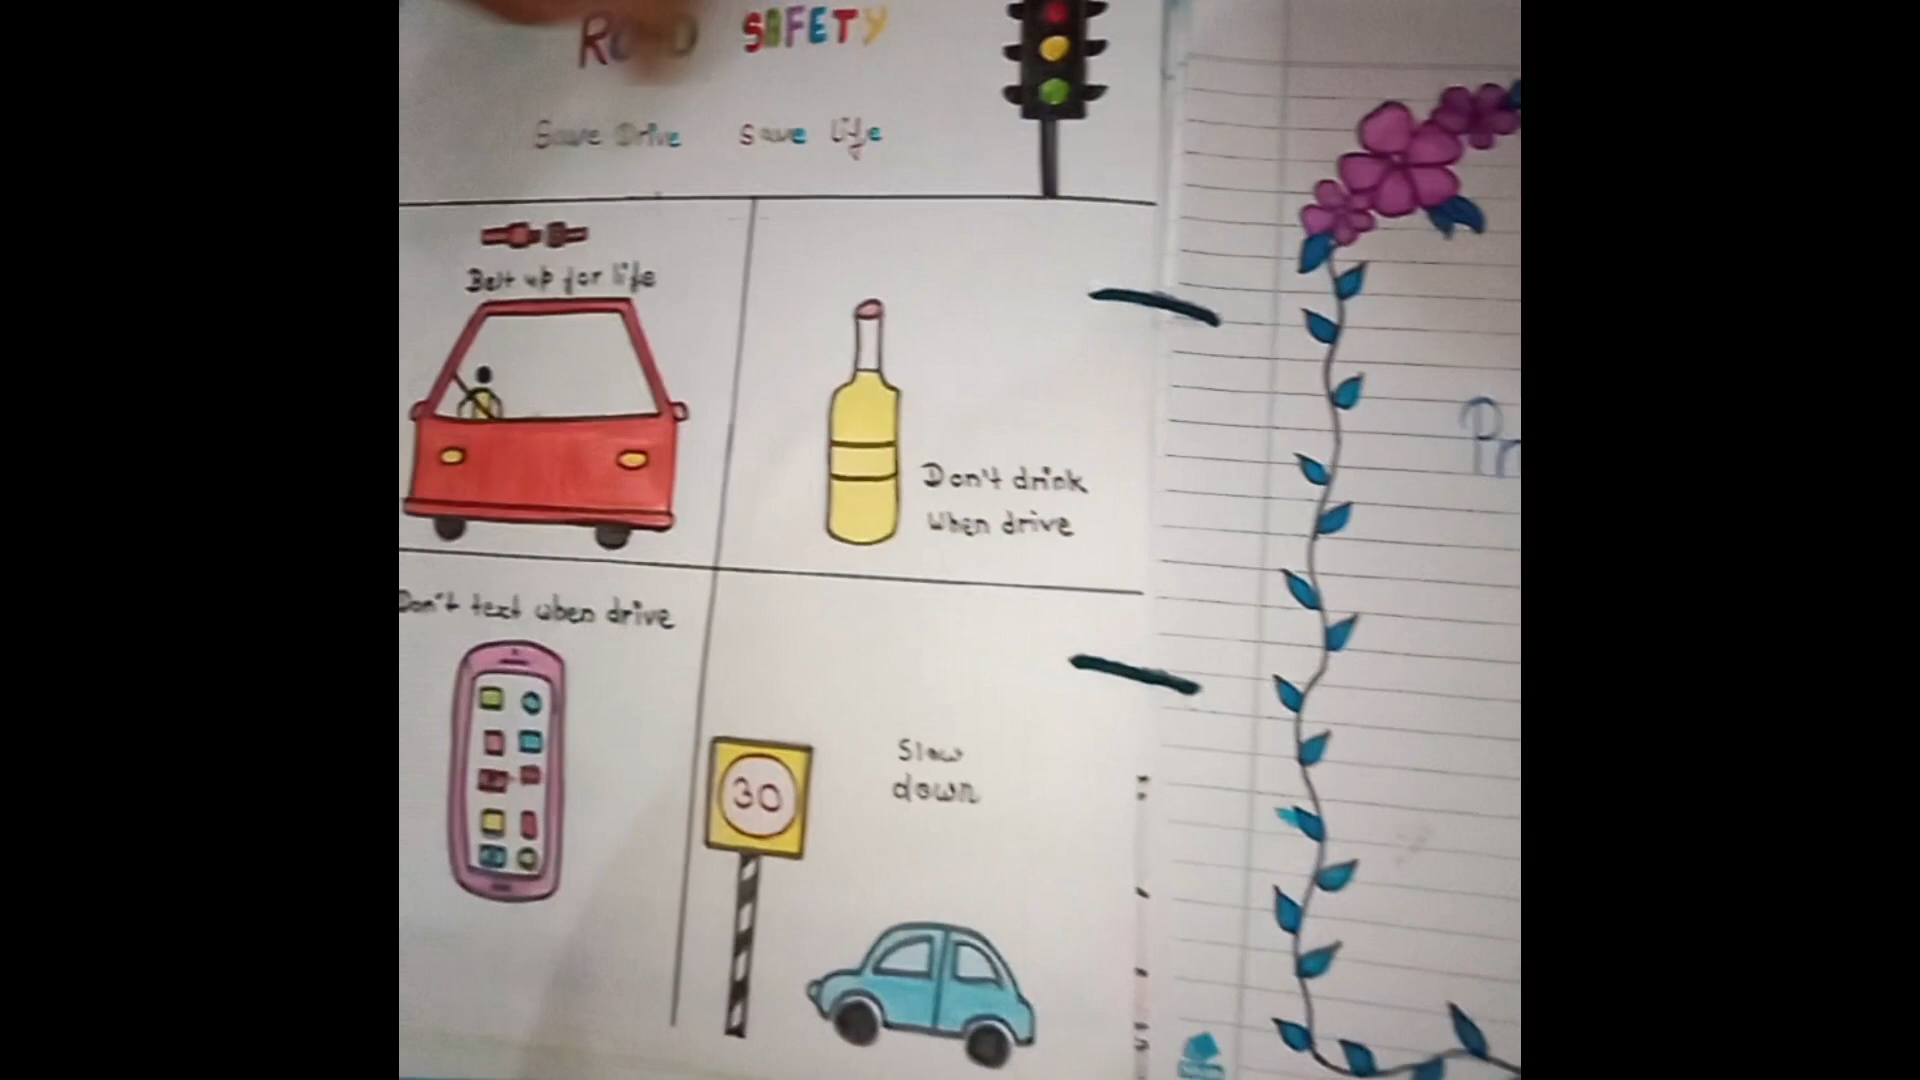 ROAD SAFETY
Save Drive Save life
Belt up for life
Don't drink
when drive
Don't text when drive
30
Slow
down